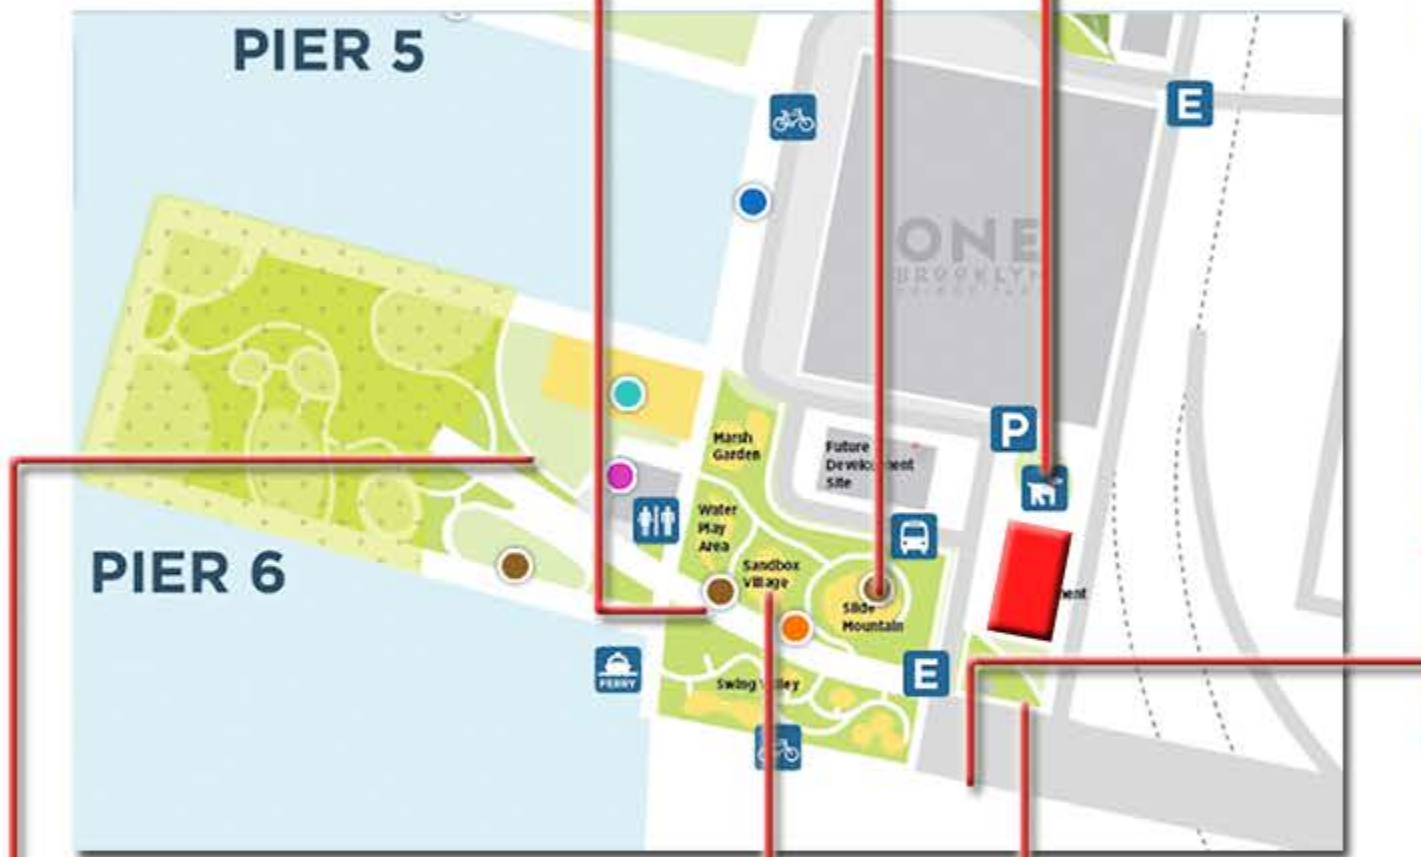 PIER 5
E
ONE
BROOKLYN
P
Marsh
Garden
Future
Development
Site
Water
Play
Area
Sandbox
Village
PIER 6
Slide
Mountain
ent
FERRY
Swing Valley
E